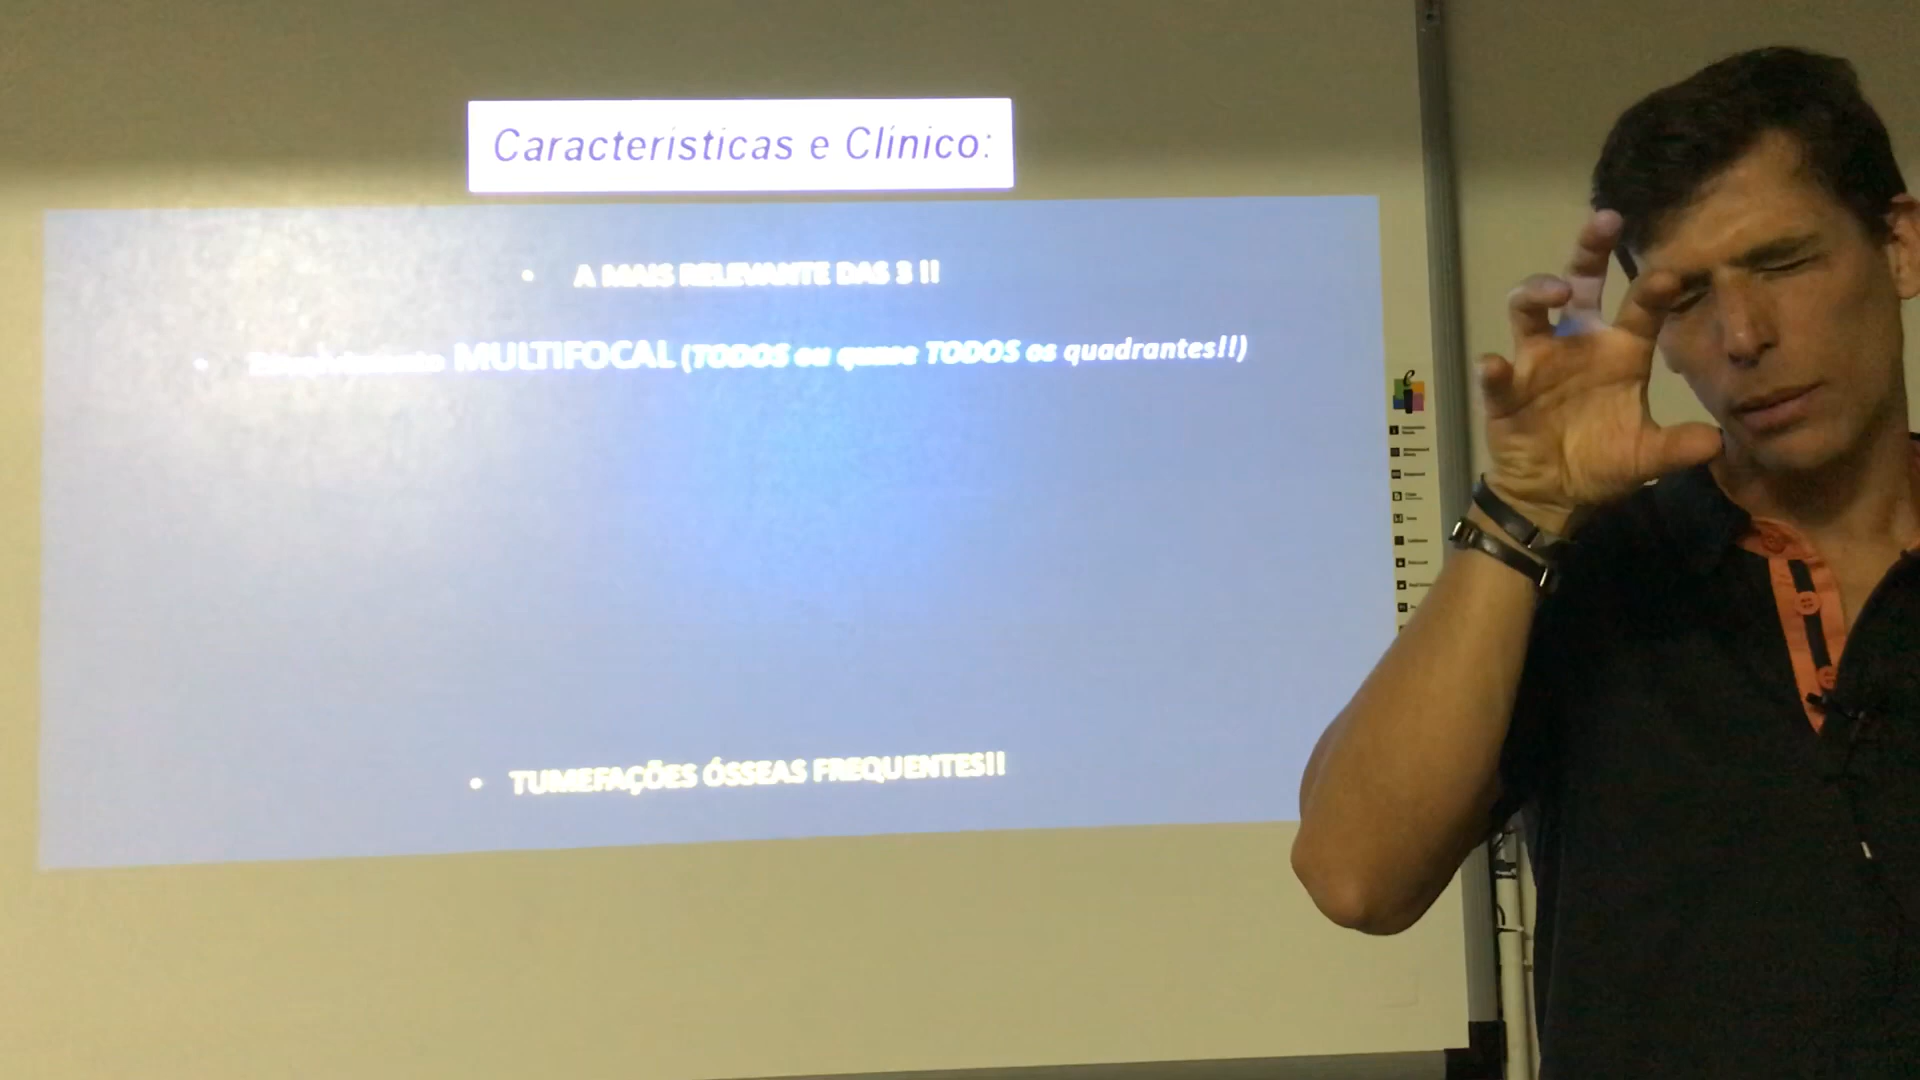 Características e Clínico:
• A MAIS RELEVANTE DAS 3 !!
• MULTIFOCAL (TODOS ou quase TODOS os quadrantes!!)
• TUMEFAÇÕES ÓSSEAS FREQUENTES!!